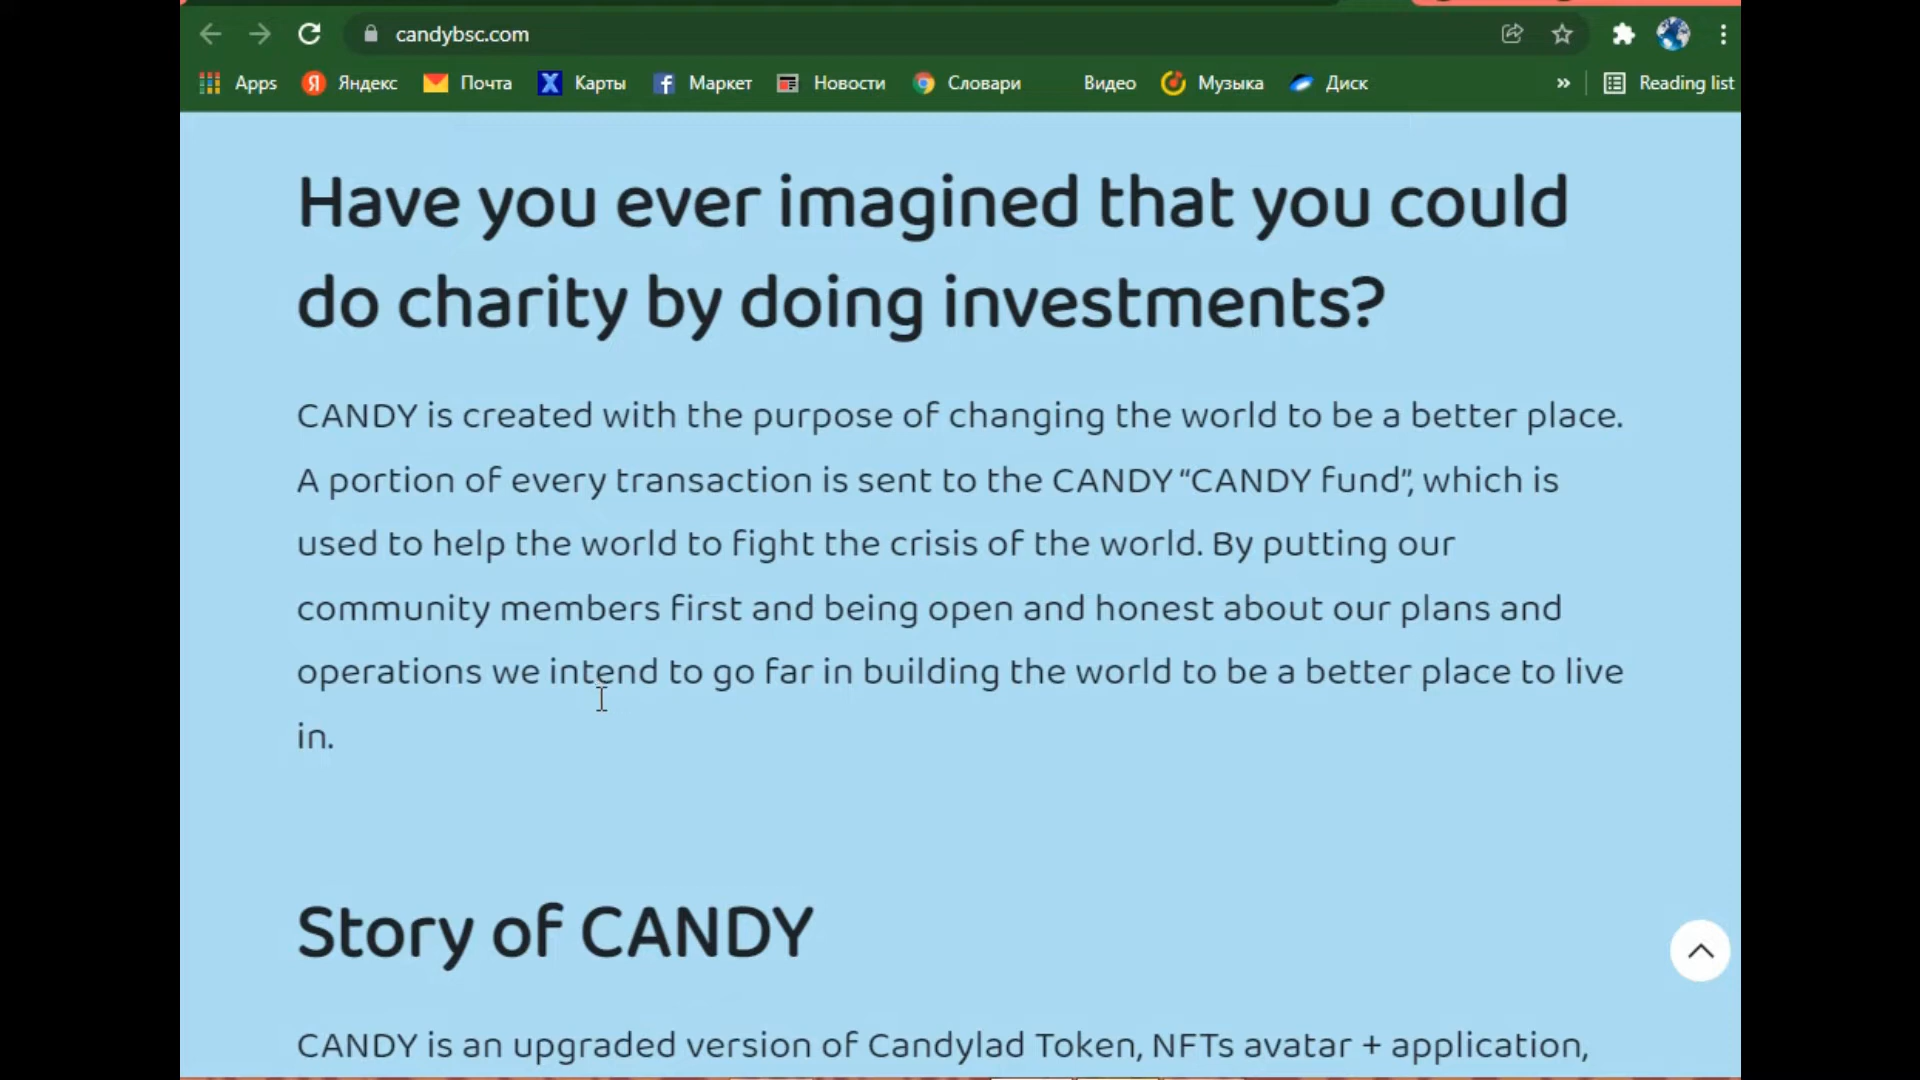 candybsc.com
Apps Яндекс Почта Карты Маркет Новости Словари Видео Музыка Диск » Reading list
Have you ever imagined that you could
do charity by doing investments?
CANDY is created with the purpose of changing the world to be a better place.
A portion of every transaction is sent to the CANDY “CANDY fund”, which is
used to help the world to fight the crisis of the world. By putting our
community members first and being open and honest about our plans and
operations we intend to go far in building the world to be a better place to live
in.
Story of CANDY
CANDY is an upgraded version of Candylad Token, NFTs avatar + application,